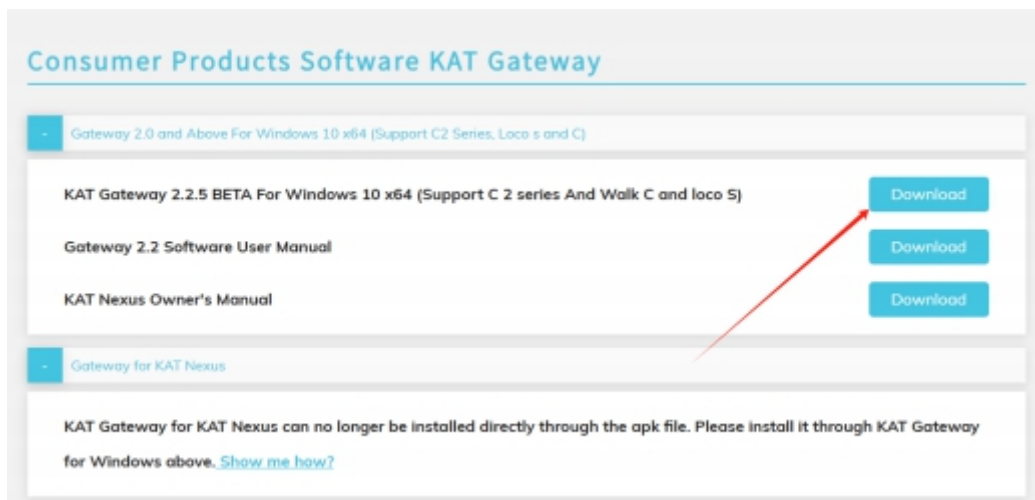 Consumer Products Software KAT Gateway
- Gateway 2.0 and Above For Windows 10 x64 (Support C2 Series, Loco s and C)
KAT Gateway 2.2.5 BETA For Windows 10 x64 (Support C 2 series And Walk C and loco S) Download
Gateway 2.2 Software User Manual Download
KAT Nexus Owner's Manual Download
- Gateway for KAT Nexus
KAT Gateway for KAT Nexus can no longer be installed directly through the apk file. Please install it through KAT Gateway
for Windows above. Show me how?